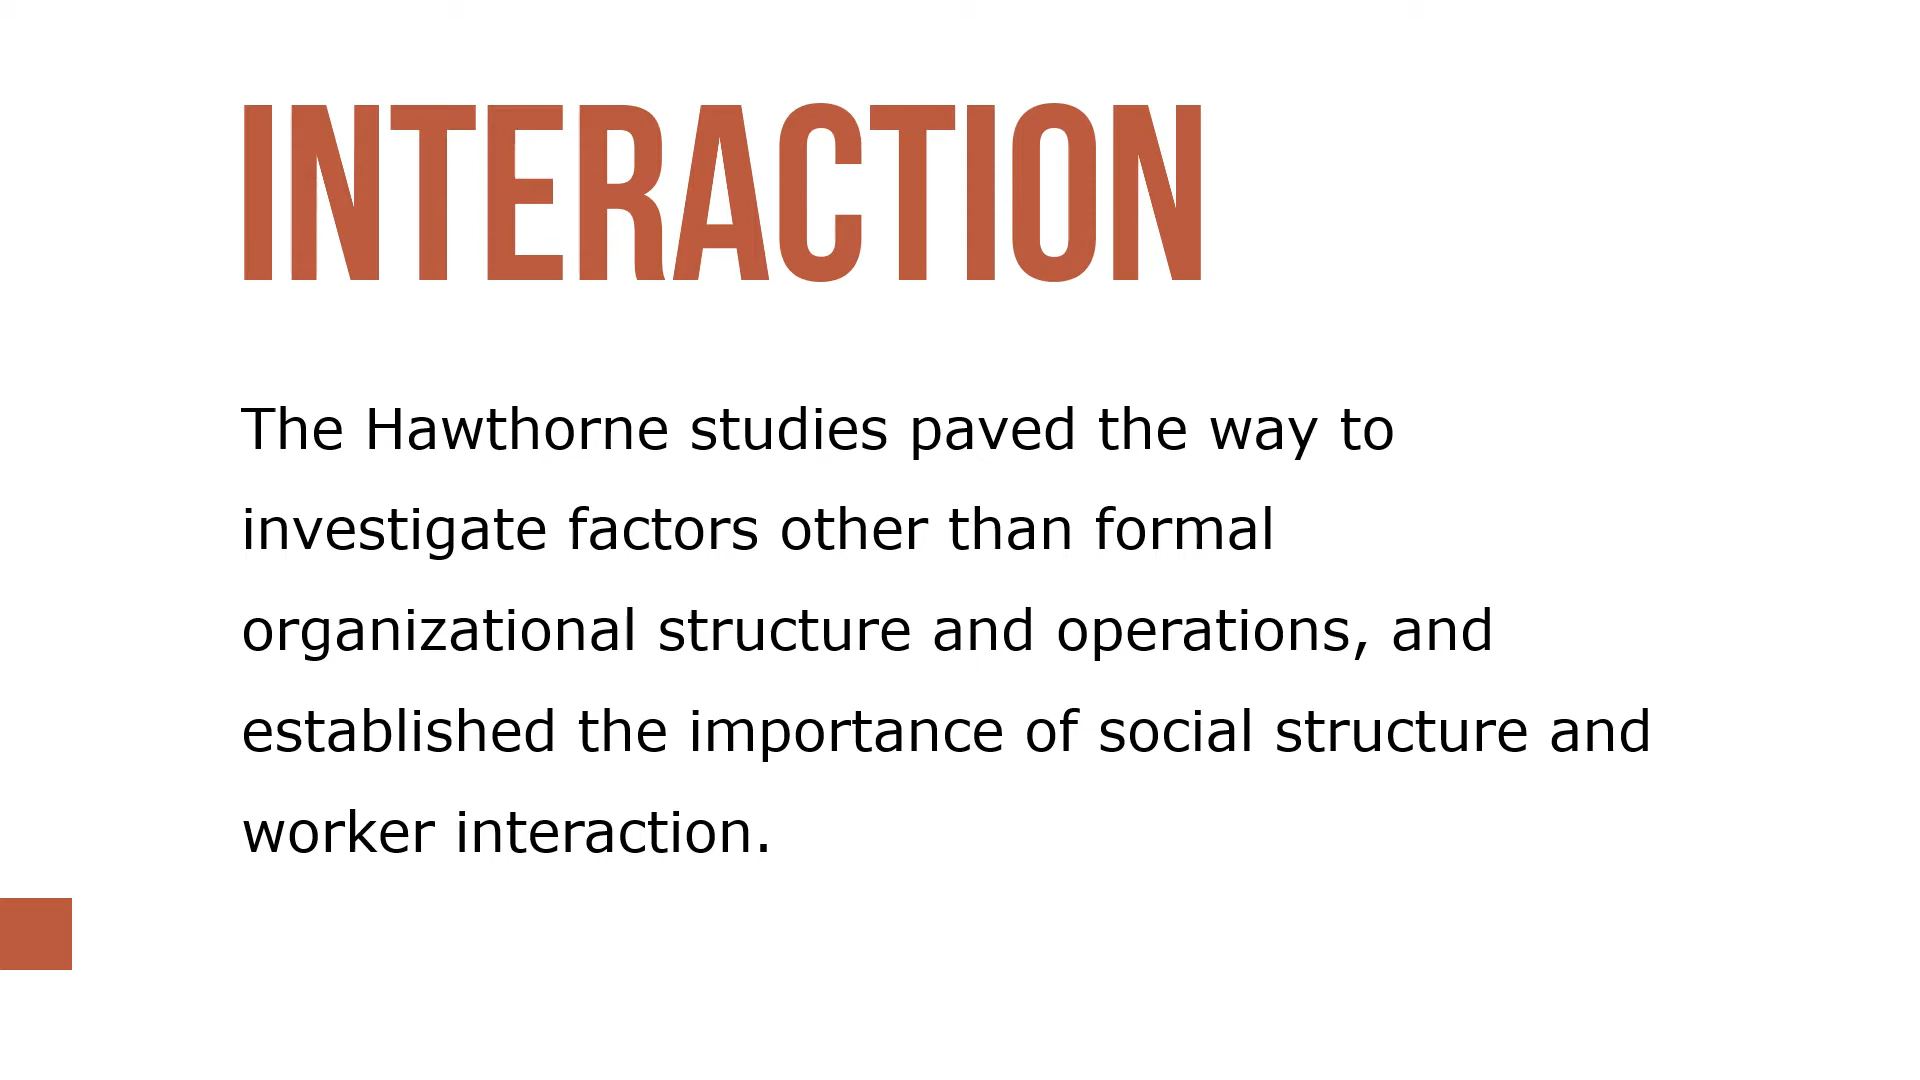 INTERACTION
The Hawthorne studies paved the way to
investigate factors other than formal
organizational structure and operations, and
established the importance of social structure and
worker interaction.